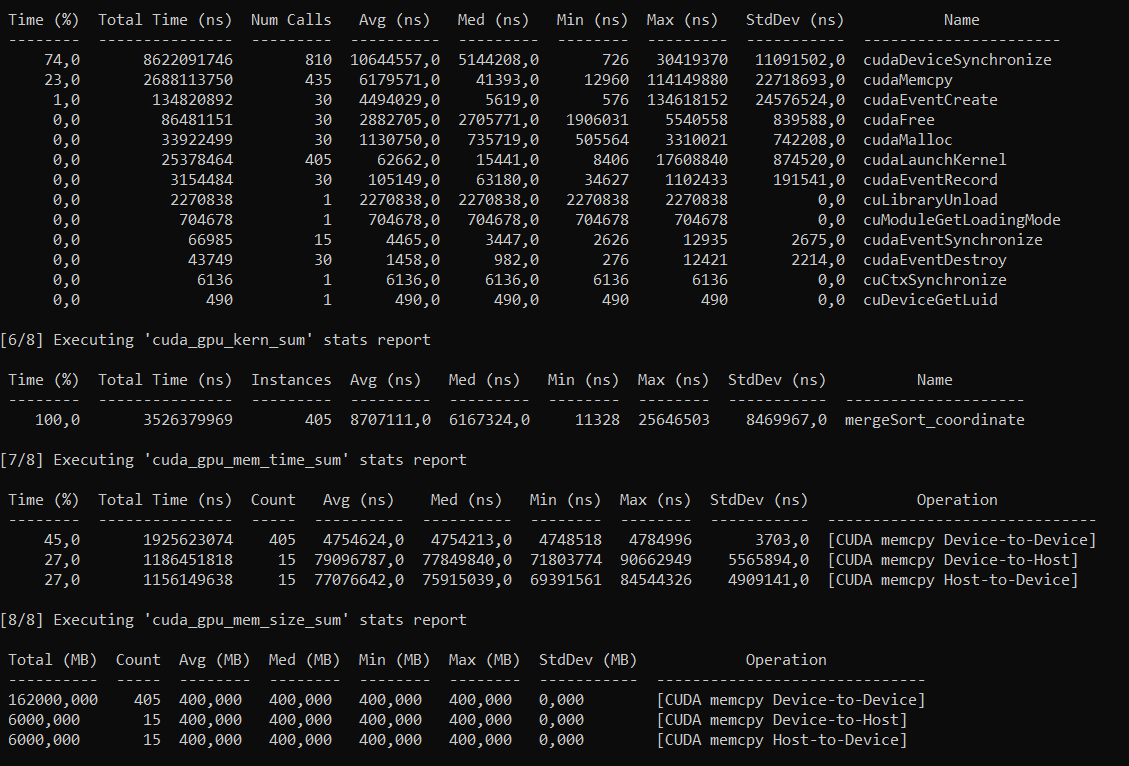 Time (%)  Total Time (ns)  Num Calls   Avg (ns)   Med (ns)   Min (ns)  Max (ns)   StdDev (ns)           Name
--------  ---------------  ---------  ----------  ---------  --------  ---------  -----------  ----------------------
74,0       8622091746        810  10644557,0  5144208,0       726   30419370   11091502,0  cudaDeviceSynchronize
23,0       2688113750        435   6179571,0    41393,0     12960  114149880   22718693,0  cudaMemcpy
1,0        134820892         30   4494029,0     5619,0       576  134618152   24576524,0  cudaEventCreate
0,0         86481151         30   2882705,0  2705771,0   1906031    5540558     839588,0  cudaFree
0,0         33922499         30   1130750,0   735719,0    505564    3310021     742208,0  cudaMalloc
0,0         25378464        405     62662,0    15441,0      8406   17608840     874520,0  cudaLaunchKernel
0,0          3154484         30    105149,0    63180,0     34627    1102433     191541,0  cudaEventRecord
0,0          2270838          1   2270838,0  2270838,0   2270838    2270838          0,0  cuLibraryUnload
0,0           704678          1    704678,0   704678,0    704678     704678          0,0  cuModuleGetLoadingMode
0,0            66985         15      4465,0     3447,0      2626      12935       2675,0  cudaEventSynchronize
0,0            43749         30      1458,0      982,0       276      12421       2214,0  cudaEventDestroy
0,0             6136          1      6136,0     6136,0      6136       6136          0,0  cuCtxSynchronize
0,0              490          1       490,0      490,0       490        490          0,0  cuDeviceGetLuid
[6/8] Executing 'cuda_gpu_kern_sum' stats report
Time (%)  Total Time (ns)  Instances  Avg (ns)   Med (ns)   Min (ns)  Max (ns)  StdDev (ns)          Name
--------  ---------------  ---------  ---------  ---------  --------  --------  -----------  --------------------
100,0       3526379969        405  8707111,0  6167324,0     11328  25646503    8469967,0  mergeSort_coordinate
[7/8] Executing 'cuda_gpu_mem_time_sum' stats report
Time (%)  Total Time (ns)  Count   Avg (ns)    Med (ns)   Min (ns)  Max (ns)  StdDev (ns)           Operation
--------  ---------------  -----  ----------  ----------  --------  --------  -----------  ------------------------------
45,0       1925623074    405   4754624,0   4754213,0   4748518   4784996       3703,0  [CUDA memcpy Device-to-Device]
27,0       1186451818     15  79096787,0  77849840,0  71803774  90662949    5565894,0  [CUDA memcpy Device-to-Host]
27,0       1156149638     15  77076642,0  75915039,0  69391561  84544326    4909141,0  [CUDA memcpy Host-to-Device]
[8/8] Executing 'cuda_gpu_mem_size_sum' stats report
Total (MB)  Count  Avg (MB)  Med (MB)  Min (MB)  Max (MB)  StdDev (MB)            Operation
----------  -----  --------  --------  --------  --------  -----------  ------------------------------
162000,000    405  400,000   400,000   400,000   400,000   0,000        [CUDA memcpy Device-to-Device]
6000,000       15  400,000   400,000   400,000   400,000   0,000        [CUDA memcpy Device-to-Host]
6000,000       15  400,000   400,000   400,000   400,000   0,000        [CUDA memcpy Host-to-Device]